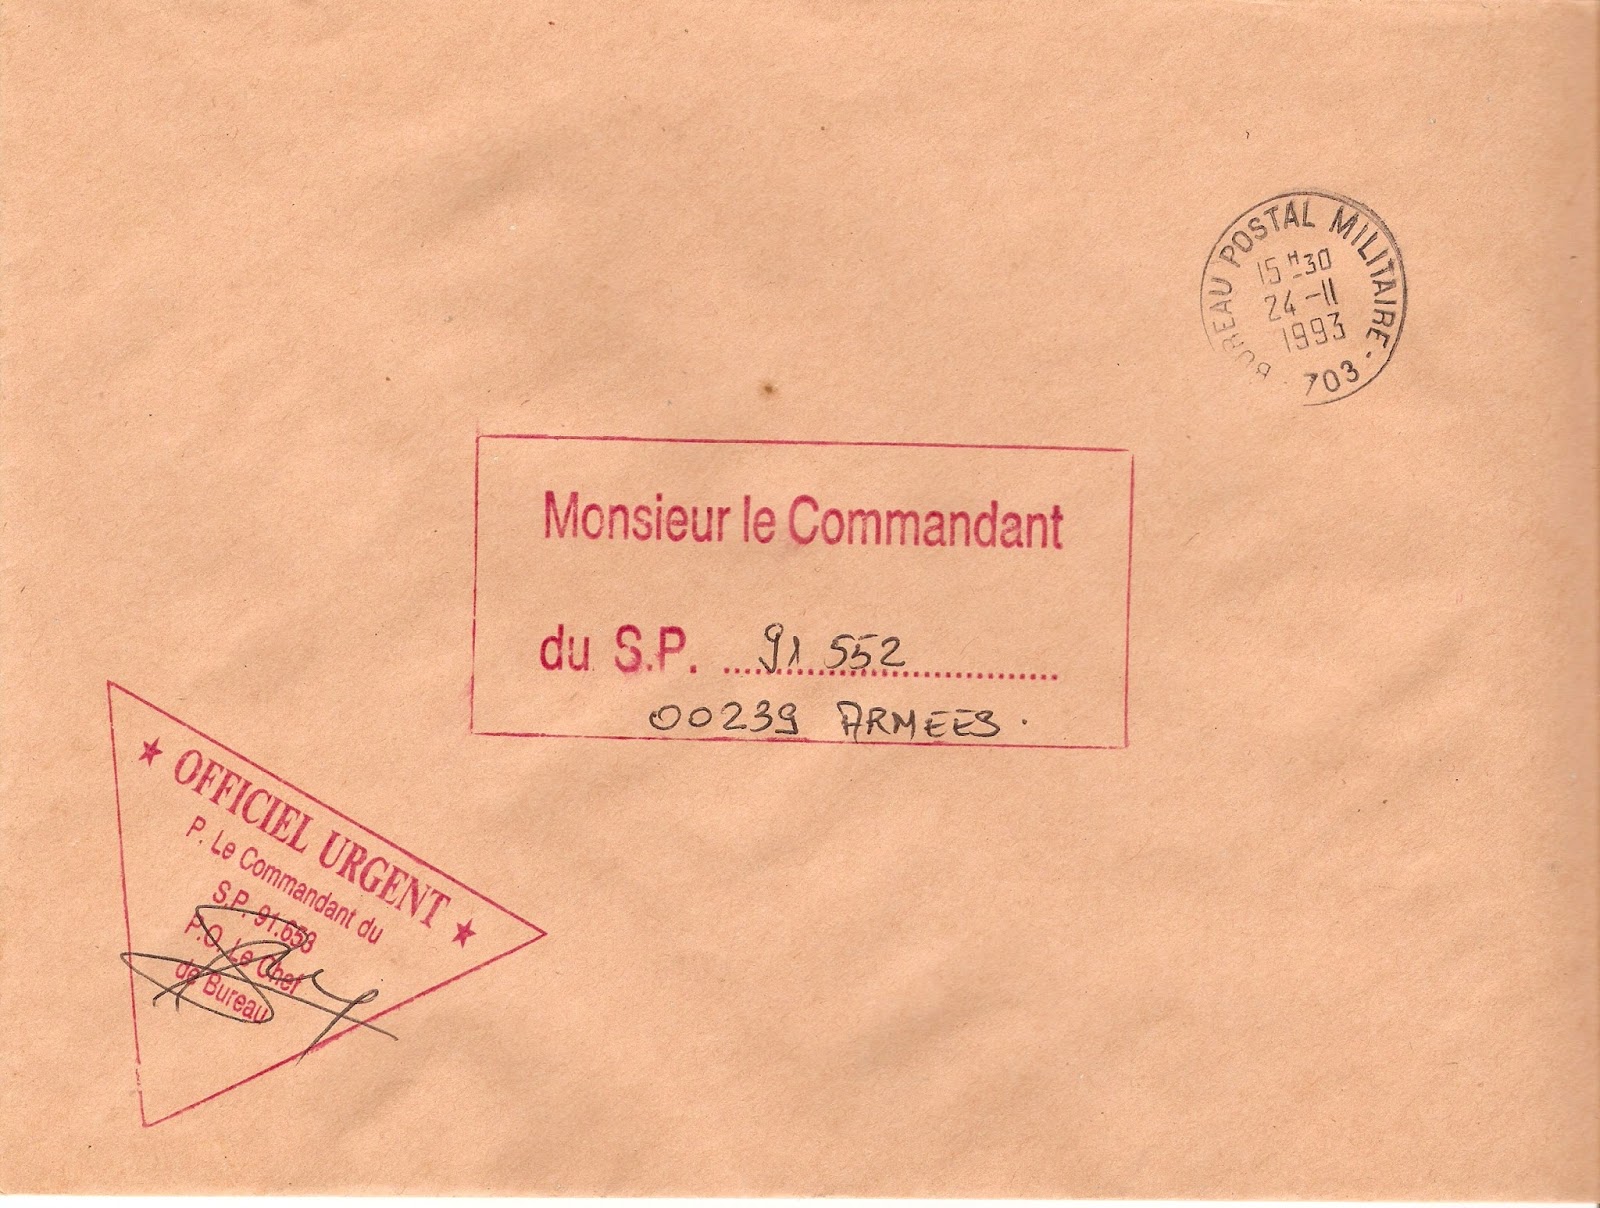 BUREAU POSTAL MILITAIRE - 703
15 H 30
24 -11
1993
Monsieur le Commandant
du S.P. ....91 552....
00239 ARMEES.
★ OFFICIEL URGENT ★
P. Le Commandant du
S.P. 91.658
P.O. Le Chef
de Bureau